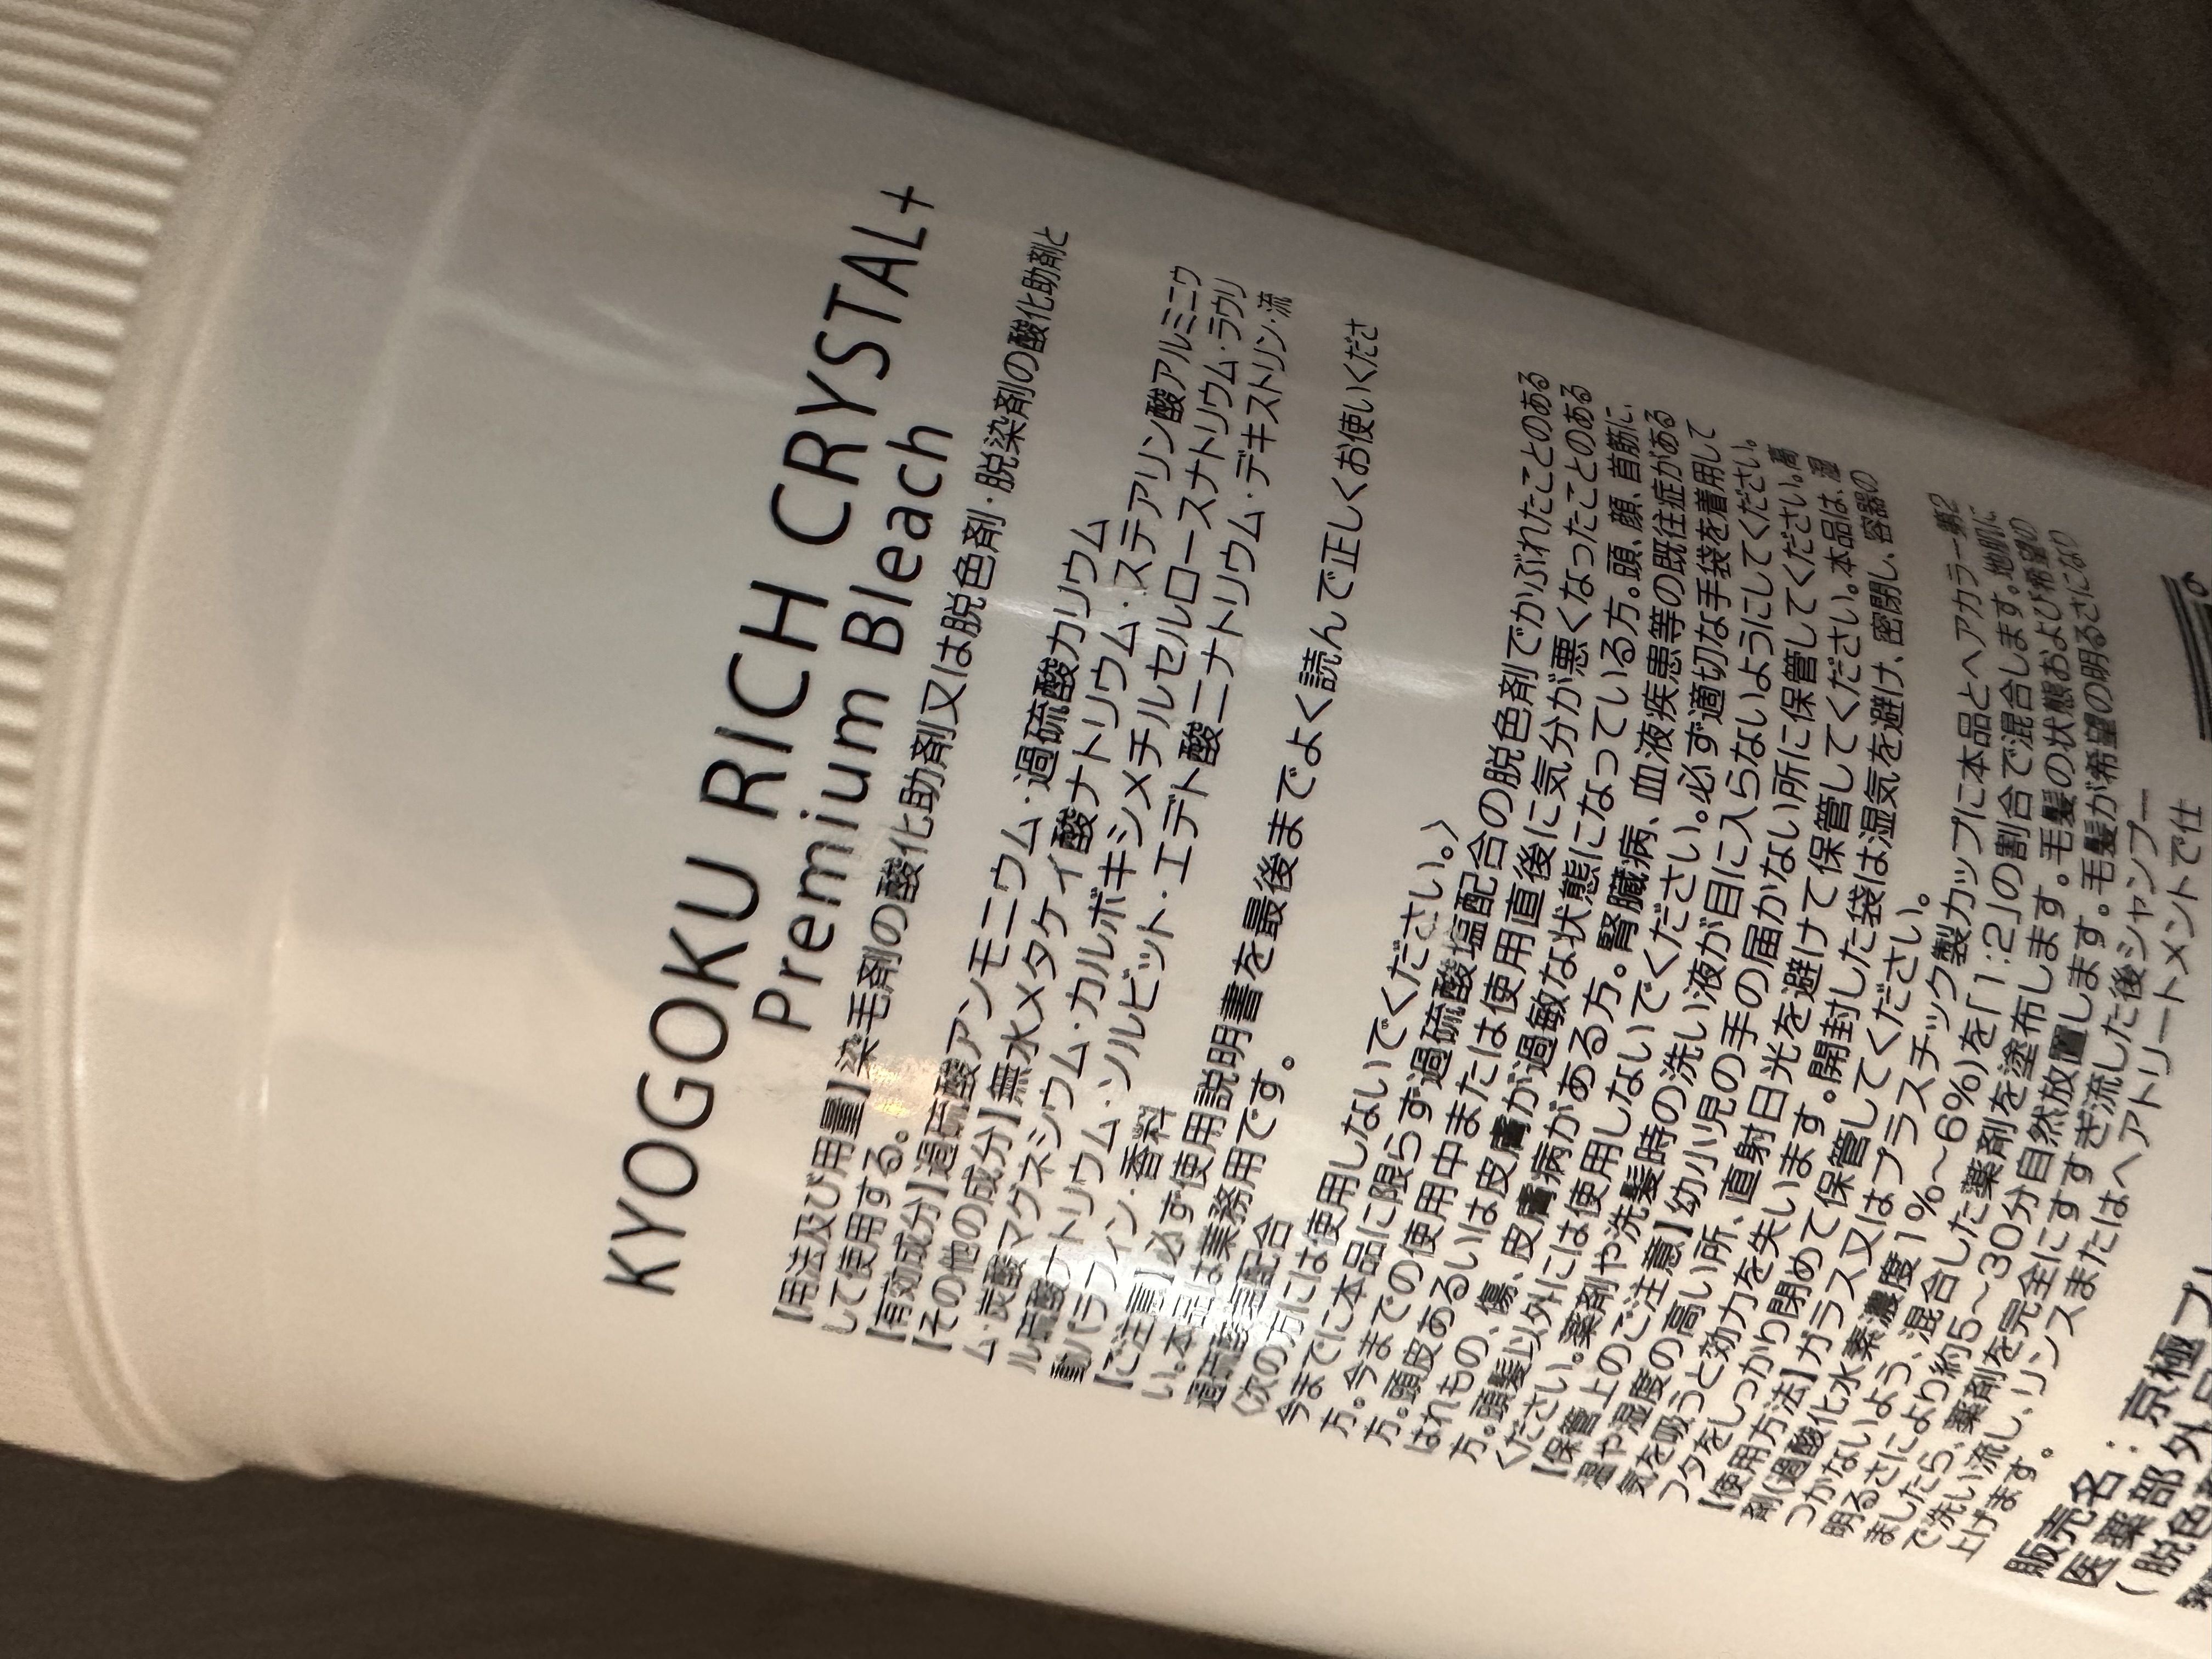 KYOGOKU RICH CRYSTAL+
Premium Bleach
【用法及び用量】染毛剤の酸化助剤又は脱色剤・脱染剤の酸化助剤と
して使用する。
【有効成分】過硫酸アンモニウム・過硫酸カリウム
【その他の成分】無水メタケイ酸ナトリウム・ステアリン酸アルミニウ
ム・炭酸マグネシウム・カルボキシメチルセルロースナトリウム・ラウリ
ル硫酸ナトリウム・ソルビット・エデト酸二ナトリウム・デキストリン・流
動パラフィン・香料
【ご注意】必ず使用説明書を最後までよく読んで正しくお使いくださ
い。本品は業務用です。
過硫酸塩配合
〈次の方には使用しないでください。〉
今までに本品に限らず過硫酸塩配合の脱色剤でかぶれたことのある
方。今までの使用中または使用直後に気分が悪くなったことのある
方。頭皮あるいは皮膚が過敏な状態になっている方。頭、顔、首筋に、
はれもの、傷、皮膚病がある方。腎臓病、血液疾患等の既往症がある
方。頭髪以外には使用しないでください。必ず適切な手袋を着用して
ください。薬剤や洗髪時の洗い液が目に入らないようにしてください。
【保管上のご注意】幼小児の手の届かない所に保管してください。高
湿や湿度の高い所、直射日光を避けて保管してください。本品は、湿
気を吸うと効力を失います。開封した袋は湿気を避け、密閉し、容器の
フタをしっかり閉めて保管してください。
【使用方法】ガラス又はプラスチック製カップに本品とヘアカラー第2
剤(過酸化水素濃度1%～6%)を「1:2」の割合で混合します。地肌に
つかないよう、混合した薬剤を塗布します。毛髪の状態および希望の
明るさにより約5～30分自然放置します。毛髪が希望の明るさになり
ましたら、薬剤を完全にすすぎ流した後シャンプー
で洗い流し、リンスまたはヘアトリートメントで仕
上げます。
販売名：京極
医薬部外品
(脱色